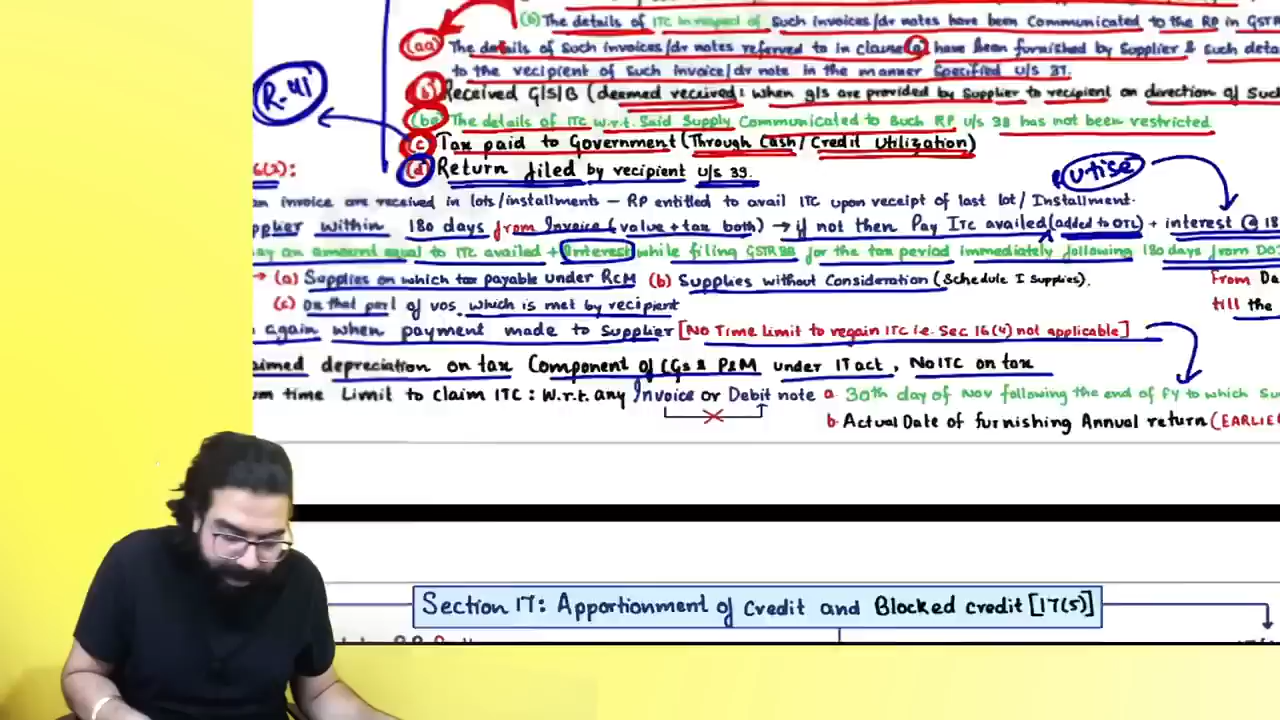 (b) The details of ITC in respect of such invoices/dr notes have been Communicated to the RP in GSTR
(aa) The details of Such invoices/dr notes referred to in clause (a) have been furnished by Supplier & such deta
to the recipient of such invoice/dr note in the manner Specified u/s 37.
R-41
(b) Received G|S|B (deemed received: when g|s are provided by Supplier to recipient on direction of Suc
(ba) The details of ITC w.r.t. Said Supply Communicated to Such RP u/s 38 has not been restricted
(c) Tax paid to Government (Through Cash/Credit Utilization)
(d) Return filed by recipient u/s 39.
6(2):
utise
an invoice are received in lots/installments — RP entitled to avail ITC upon receipt of last lot/Installment.
pplier within 180 days from Invoice (value+tax both) → if not then Pay ITC availed (added to OTL) + interest @ 18
ay an amount equal to ITC availed + Interest while filing GSTR 3B for the tax period immediately following 180 days from DO
→ (a) Supplies on which tax payable under RCM (b) Supplies without Consideration (Schedule I Supplies).
From Da
(c) On that part of vos which is met by recipient
till the
again when payment made to Supplier [No Time Limit to regain ITC i.e. Sec 16(4) not applicable]
aimed depreciation on tax Component of CGs & P&M under IT act, No ITC on tax
om time Limit to claim ITC: W.r.t. any Invoice or Debit note a. 30th day of Nov following the end of FY to which Su
b. Actual Date of furnishing Annual return (EARLIE
Section 17: Apportionment of Credit and Blocked credit [17(5)]